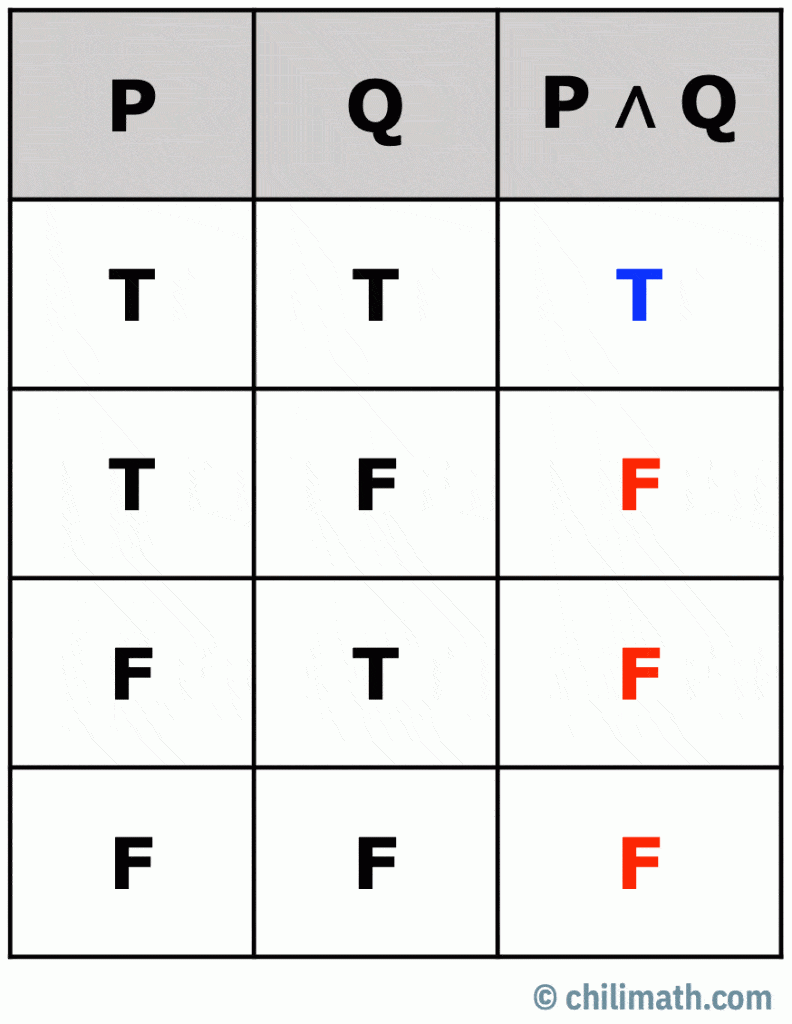 P Q P ∧ Q
T T T
T F F
F T F
F F F
© chilimath.com